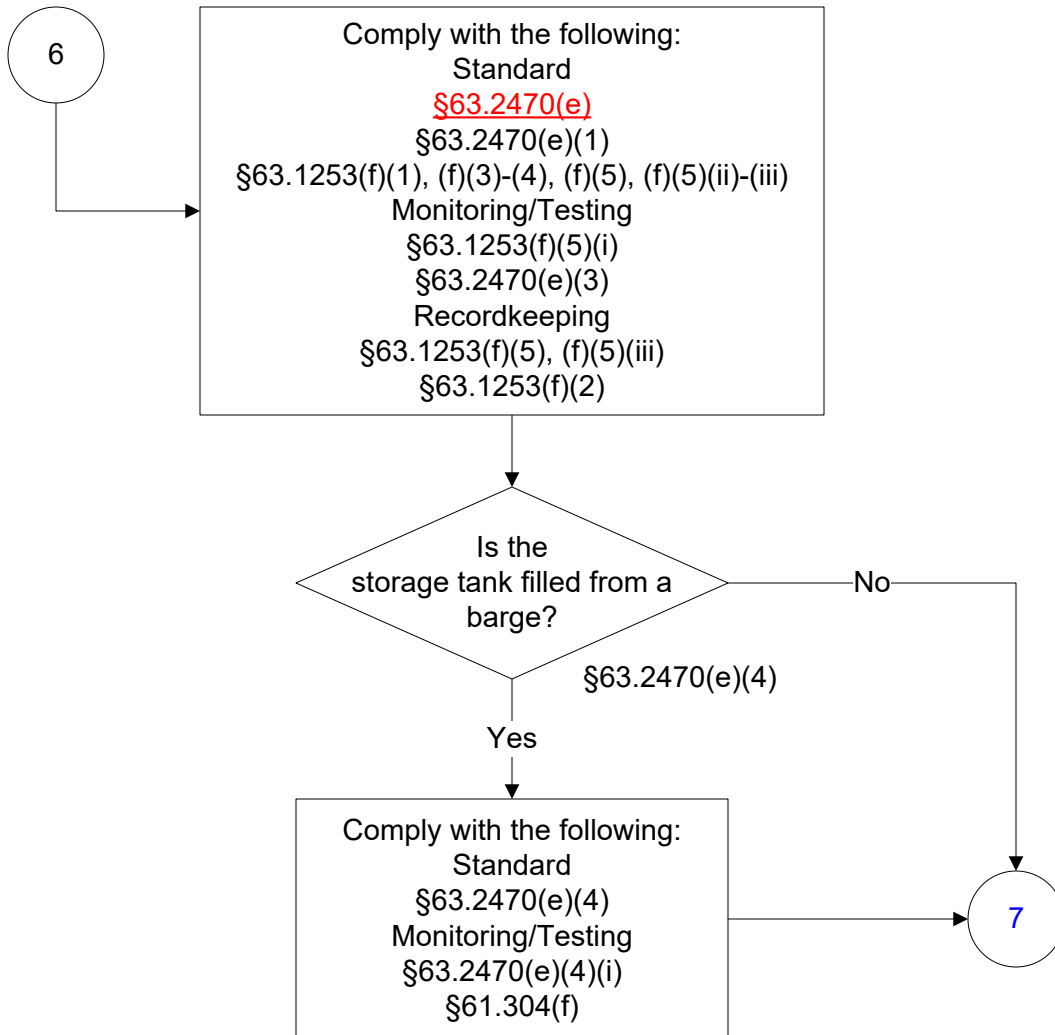 6
Comply with the following:
Standard
§63.2470(e)
§63.2470(e)(1)
§63.1253(f)(1), (f)(3)-(4), (f)(5), (f)(5)(ii)-(iii)
Monitoring/Testing
§63.1253(f)(5)(i)
§63.2470(e)(3)
Recordkeeping
§63.1253(f)(5), (f)(5)(iii)
§63.1253(f)(2)
Is the
storage tank filled from a
barge?
No
§63.2470(e)(4)
Yes
Comply with the following:
Standard
§63.2470(e)(4)
Monitoring/Testing
§63.2470(e)(4)(i)
§61.304(f)
7